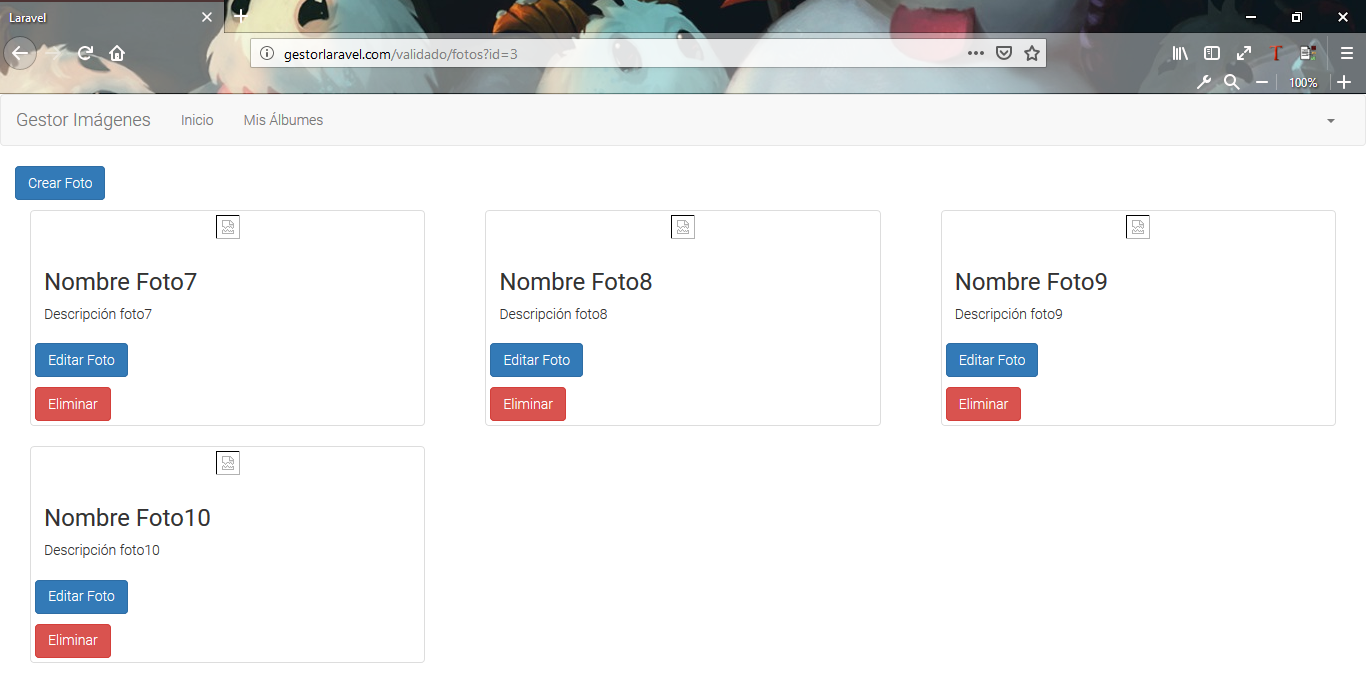 Laravel
gestorlaravel.com/validado/fotos?id=3
100%
Gestor Imágenes Inicio Mis Álbumes
Crear Foto
Nombre Foto7
Descripción foto7
Editar Foto
Eliminar
Nombre Foto8
Descripción foto8
Editar Foto
Eliminar
Nombre Foto9
Descripción foto9
Editar Foto
Eliminar
Nombre Foto10
Descripción foto10
Editar Foto
Eliminar